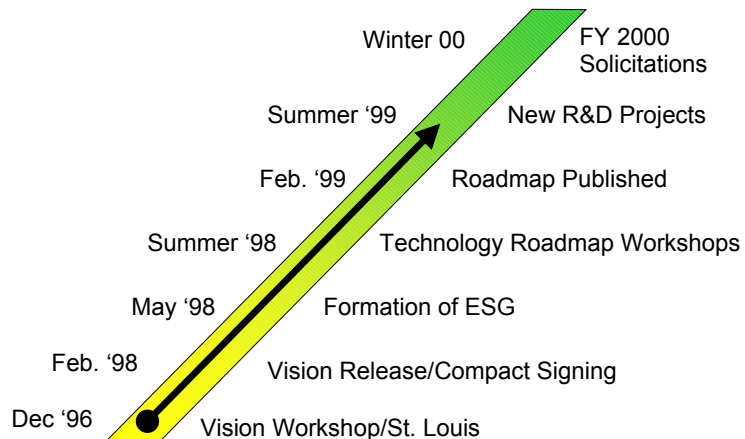 Winter 00
FY 2000
Solicitations
Summer ‘99
New R&D Projects
Feb. ‘99
Roadmap Published
Summer ‘98
Technology Roadmap Workshops
May ‘98
Formation of ESG
Feb. ‘98
Vision Release/Compact Signing
Dec ‘96
Vision Workshop/St. Louis